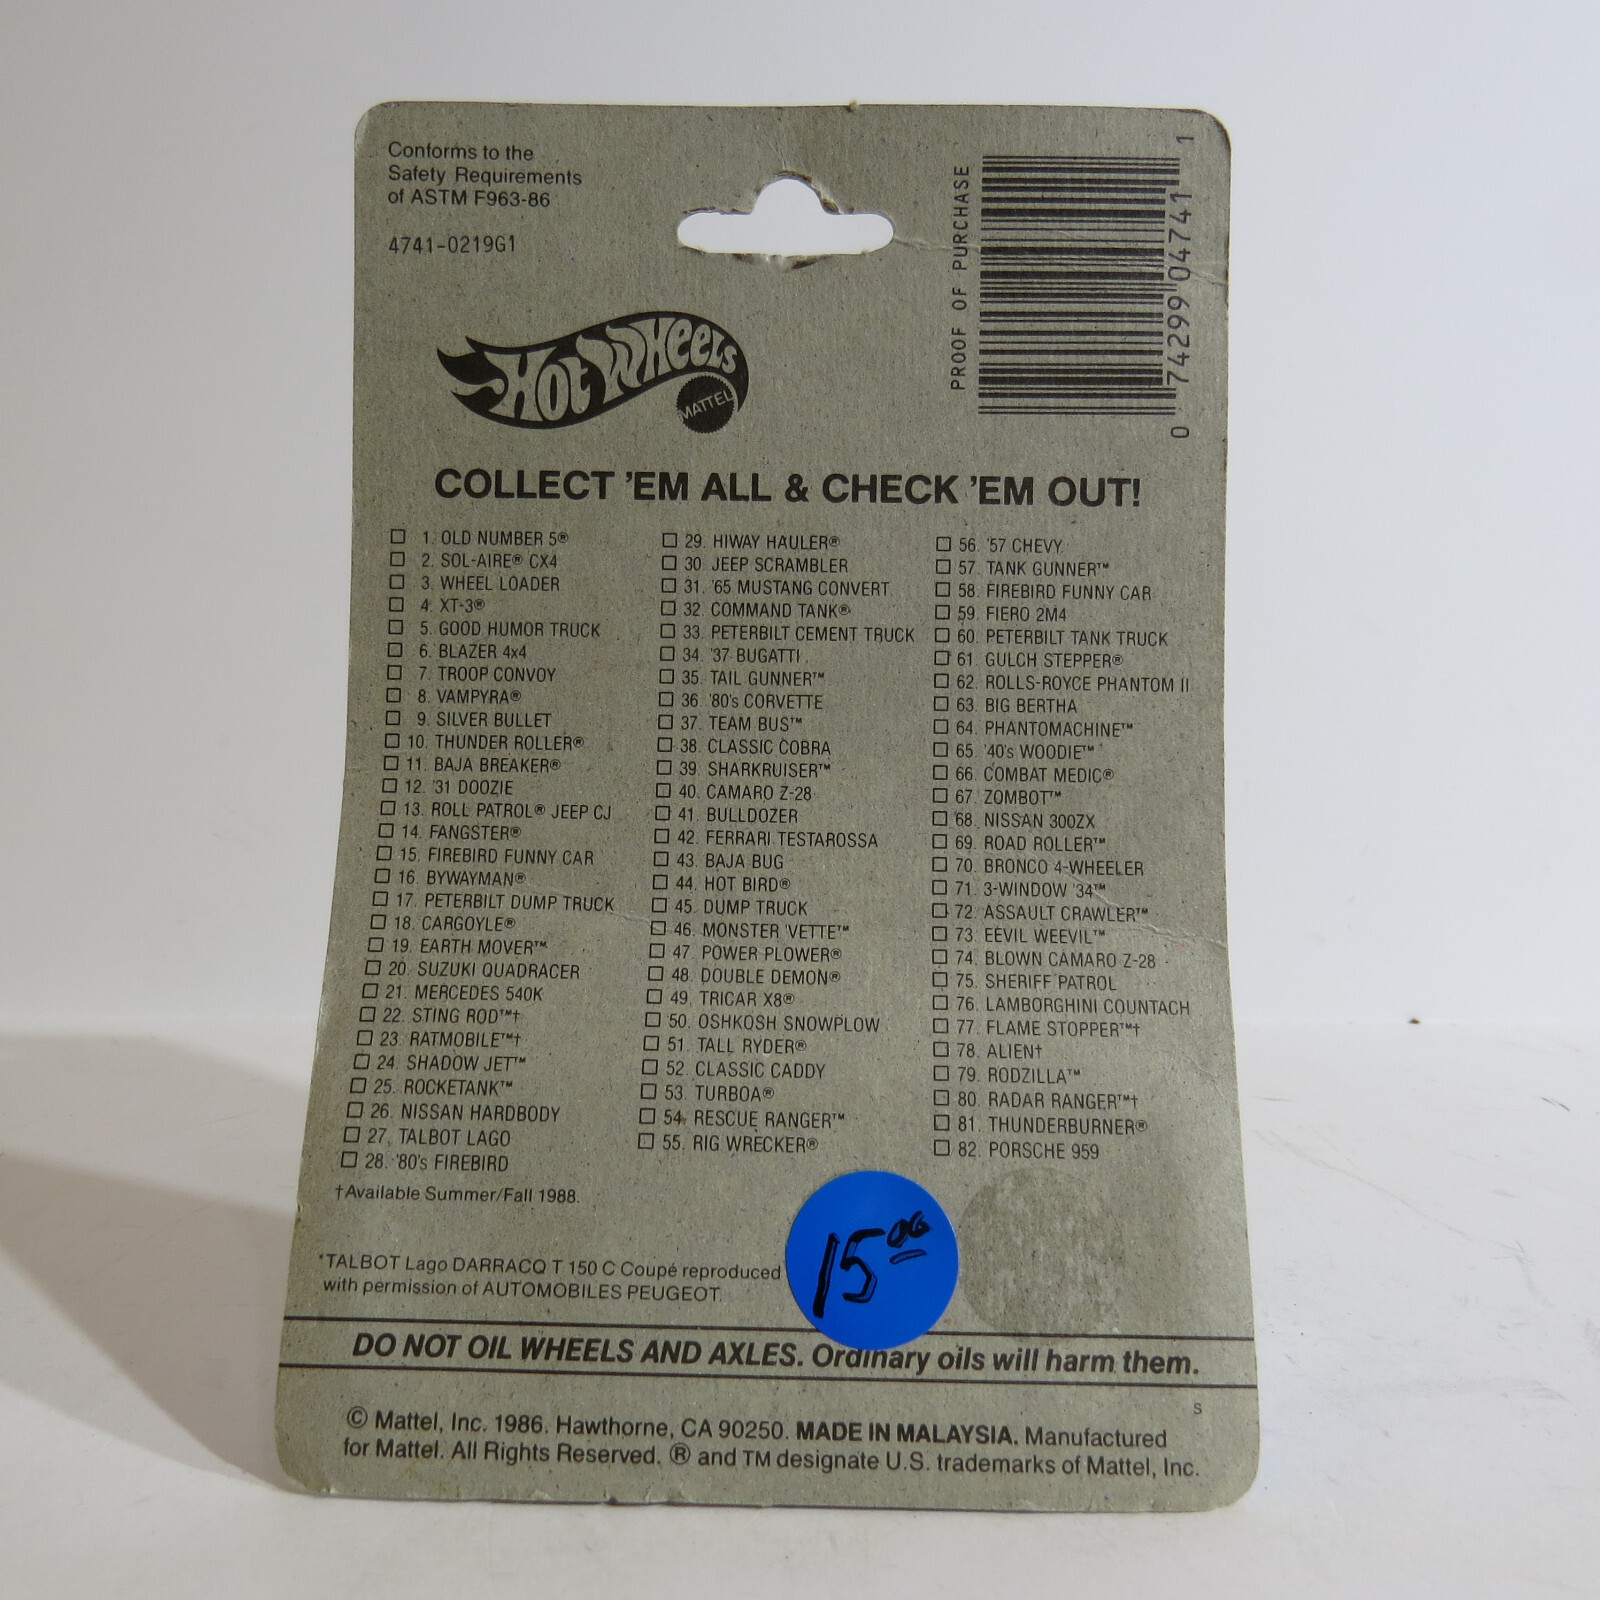 Conforms to the
Safety Requirements
of ASTM F963-86
4741-0219G1
PROOF OF PURCHASE
0 74299 04741 1
HOT WHEELS
MATTEL
COLLECT 'EM ALL & CHECK 'EM OUT!
1. OLD NUMBER 5®
2. SOL-AIRE® CX4
3. WHEEL LOADER
4. XT-3®
5. GOOD HUMOR TRUCK
6. BLAZER 4x4
7. TROOP CONVOY
8. VAMPYRA®
9. SILVER BULLET
10. THUNDER ROLLER®
11. BAJA BREAKER®
12. '31 DOOZIE
13. ROLL PATROL® JEEP CJ
14. FANGSTER®
15. FIREBIRD FUNNY CAR
16. BYWAYMAN®
17. PETERBILT DUMP TRUCK
18. CARGOYLE®
19. EARTH MOVER™
20. SUZUKI QUADRACER
21. MERCEDES 540K
22. STING ROD™†
23. RATMOBILE™†
24. SHADOW JET™
25. ROCKETANK™
26. NISSAN HARDBODY
27. TALBOT LAGO
28. '80's FIREBIRD
29. HIWAY HAULER®
30. JEEP SCRAMBLER
31. '65 MUSTANG CONVERT
32. COMMAND TANK®
33. PETERBILT CEMENT TRUCK
34. '37 BUGATTI
35. TAIL GUNNER™
36. '80's CORVETTE
37. TEAM BUS™
38. CLASSIC COBRA
39. SHARKRUISER™
40. CAMARO Z-28
41. BULLDOZER
42. FERRARI TESTAROSSA
43. BAJA BUG
44. HOT BIRD®
45. DUMP TRUCK
46. MONSTER 'VETTE™
47. POWER PLOWER®
48. DOUBLE DEMON®
49. TRICAR X8®
50. OSHKOSH SNOWPLOW
51. TALL RYDER®
52. CLASSIC CADDY
53. TURBOA®
54. RESCUE RANGER™
55. RIG WRECKER®
56. '57 CHEVY
57. TANK GUNNER™
58. FIREBIRD FUNNY CAR
59. FIERO 2M4
60. PETERBILT TANK TRUCK
61. GULCH STEPPER®
62. ROLLS-ROYCE PHANTOM II
63. BIG BERTHA
64. PHANTOMACHINE™
65. '40's WOODIE™
66. COMBAT MEDIC®
67. ZOMBOT™
68. NISSAN 300ZX
69. ROAD ROLLER™
70. BRONCO 4-WHEELER
71. 3-WINDOW '34™
72. ASSAULT CRAWLER™
73. EEVIL WEEVIL™
74. BLOWN CAMARO Z-28
75. SHERIFF PATROL
76. LAMBORGHINI COUNTACH
77. FLAME STOPPER™†
78. ALIEN†
79. RODZILLA™
80. RADAR RANGER™†
81. THUNDERBURNER®
82. PORSCHE 959
†Available Summer/Fall 1988.
15.00
*TALBOT Lago DARRACQ T 150 C Coupé reproduced
with permission of AUTOMOBILES PEUGEOT.
DO NOT OIL WHEELS AND AXLES. Ordinary oils will harm them.
S
© Mattel, Inc. 1986. Hawthorne, CA 90250. MADE IN MALAYSIA. Manufactured
for Mattel. All Rights Reserved. ® and TM designate U.S. trademarks of Mattel, Inc.